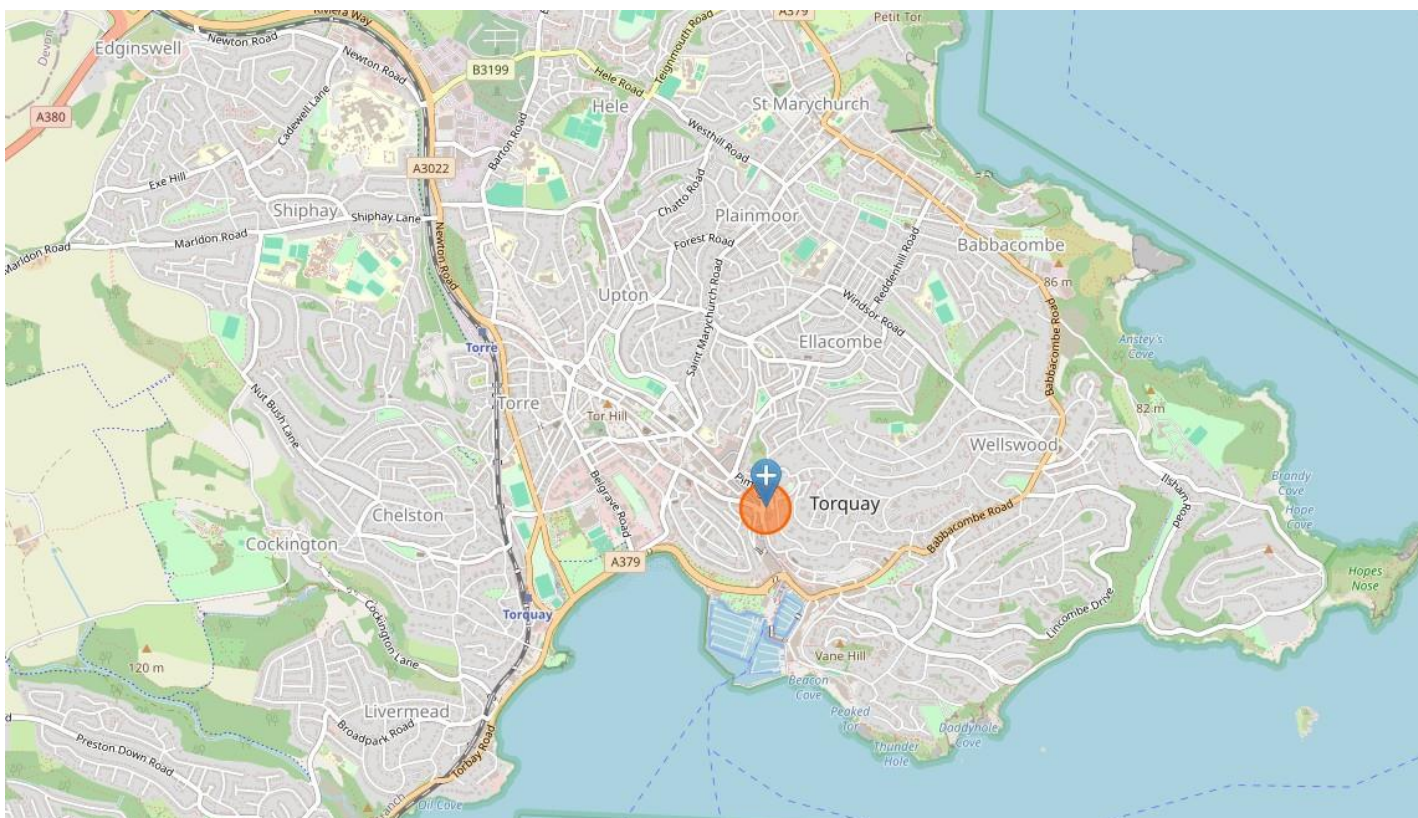 Riviera Way
A379
Petit Tor
Edginswell
Newton Road
Newton Road
Devon
Teignmouth Road
B3199
Hele Road
Hele
St Marychurch
A380
Cadewell Lane
Barton Road
Westhill Road
A3022
Exe Hill
Shiphay
Shiphay Lane
Chatto Road
Plainmoor
Marldon Road
Marldon Road
Newton Road
Forest Road
Reddenhill Road
Babbacombe
86 m
Upton
Saint Marychurch Road
Windsor Road
Babbacombe Road
Anstey's
Cove
Ellacombe
Torre
Nut Bush Lane
Torre
Tor Hill
82 m
Wellswood
Brandy
Cove
Hope
Cove
Ilsham Road
Belgrave Road
Torquay
Chelston
Cockington
Babbacombe Road
A379
Hopes
Nose
Torquay
Cockington Lane
Lincombe Drive
120 m
Vane Hill
Beacon
Cove
Peaked
Tor
Daddyhole
Cove
Thunder
Hole
Livermead
Broadpark Road
Preston Down Road
Torbay Road
Oil Cove